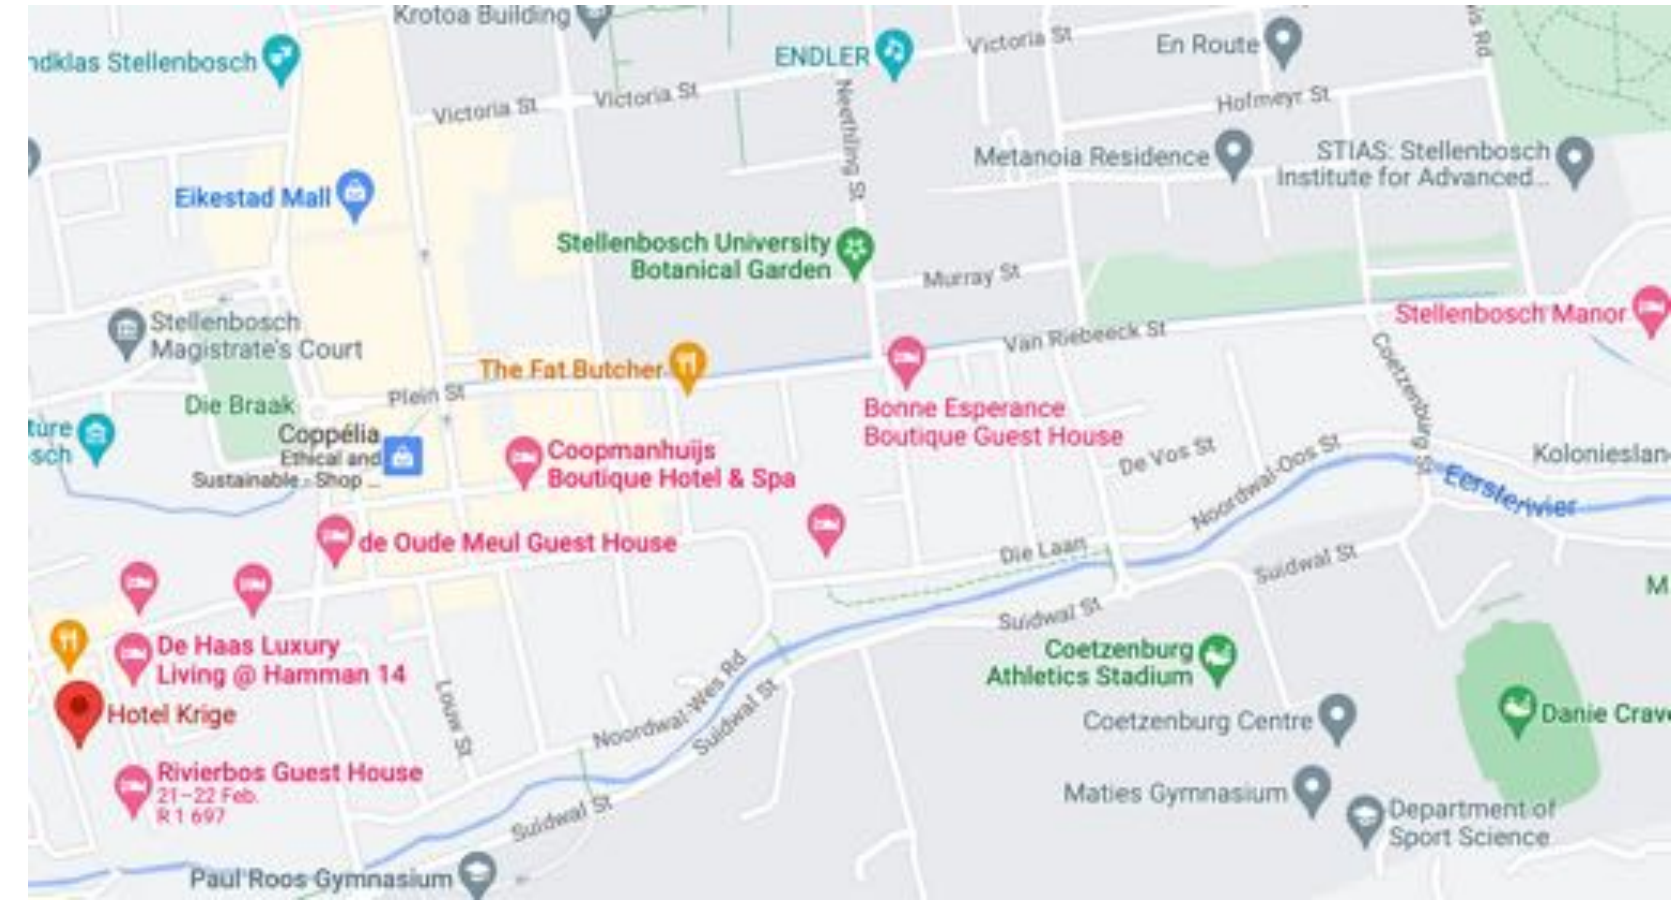 Krotoa Building
ndklas Stellenbosch
ENDLER
Victoria St
En Route
ws Rd
Victoria St
Victoria St
Neethling St
Hofmeyr St
Metanoia Residence
STIAS: Stellenbosch
Institute for Advanced...
Eikestad Mall
Stellenbosch University
Botanical Garden
Murray St
Stellenbosch
Magistrate's Court
Stellenbosch Manor
Van Riebeeck St
The Fat Butcher
Plein St
Coetzenburg St
Die Braak
Bonne Esperance
Boutique Guest House
türe
sch
Coppélia
Ethical and
Sustainable - Shop ...
Coopmanhuijs
Boutique Hotel & Spa
De Vos St
Noordwal-Oos St
Kolonieslan
Eersterivier
de Oude Meul Guest House
Die Laan
Suidwal St
M
Suidwal St
De Haas Luxury
Living @ Hamman 14
Coetzenburg
Athletics Stadium
Hotel Krige
Louw St
Noordwal-Wes Rd
Suidwal St
Coetzenburg Centre
Danie Crave
Rivierbos Guest House
21–22 Feb.
R 1 697
Suidwal St
Maties Gymnasium
Department of
Sport Science
Paul Roos Gymnasium